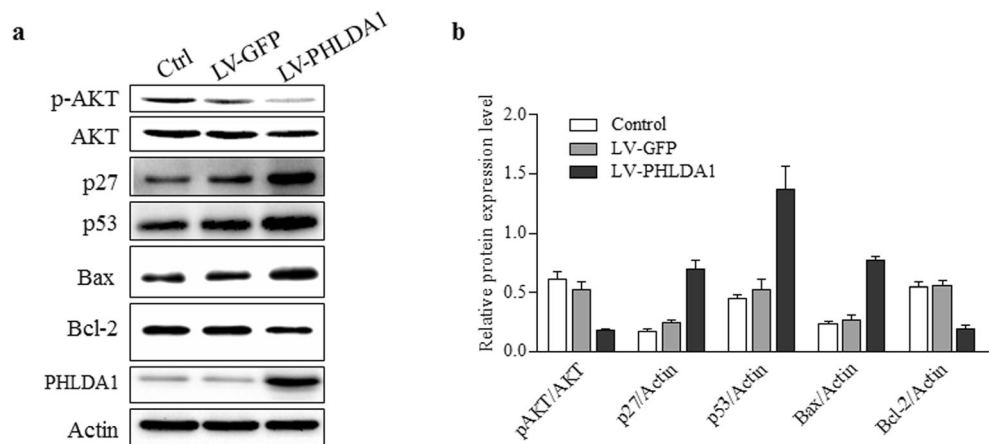 a
Ctrl LV-GFP LV-PHLDA1
p-AKT
AKT
p27
p53
Bax
Bcl-2
PHLDA1
Actin
b
Relative protein expression level
2.0
1.5
1.0
0.5
0.0
Control
LV-GFP
LV-PHLDA1
pAKT/AKT
p27/Actin
p53/Actin
Bax/Actin
Bcl-2/Actin